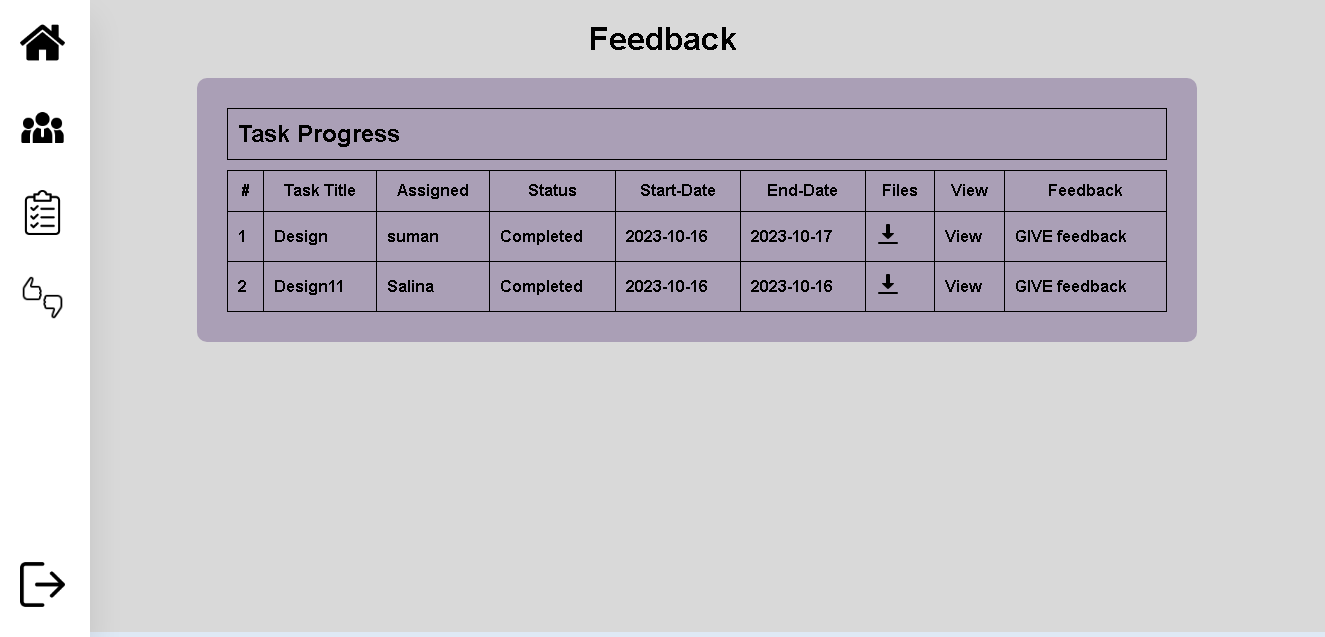 Feedback
Task Progress
# Task Title Assigned Status Start-Date End-Date Files View Feedback
1 Design suman Completed 2023-10-16 2023-10-17 View GIVE feedback
2 Design11 Salina Completed 2023-10-16 2023-10-16 View GIVE feedback